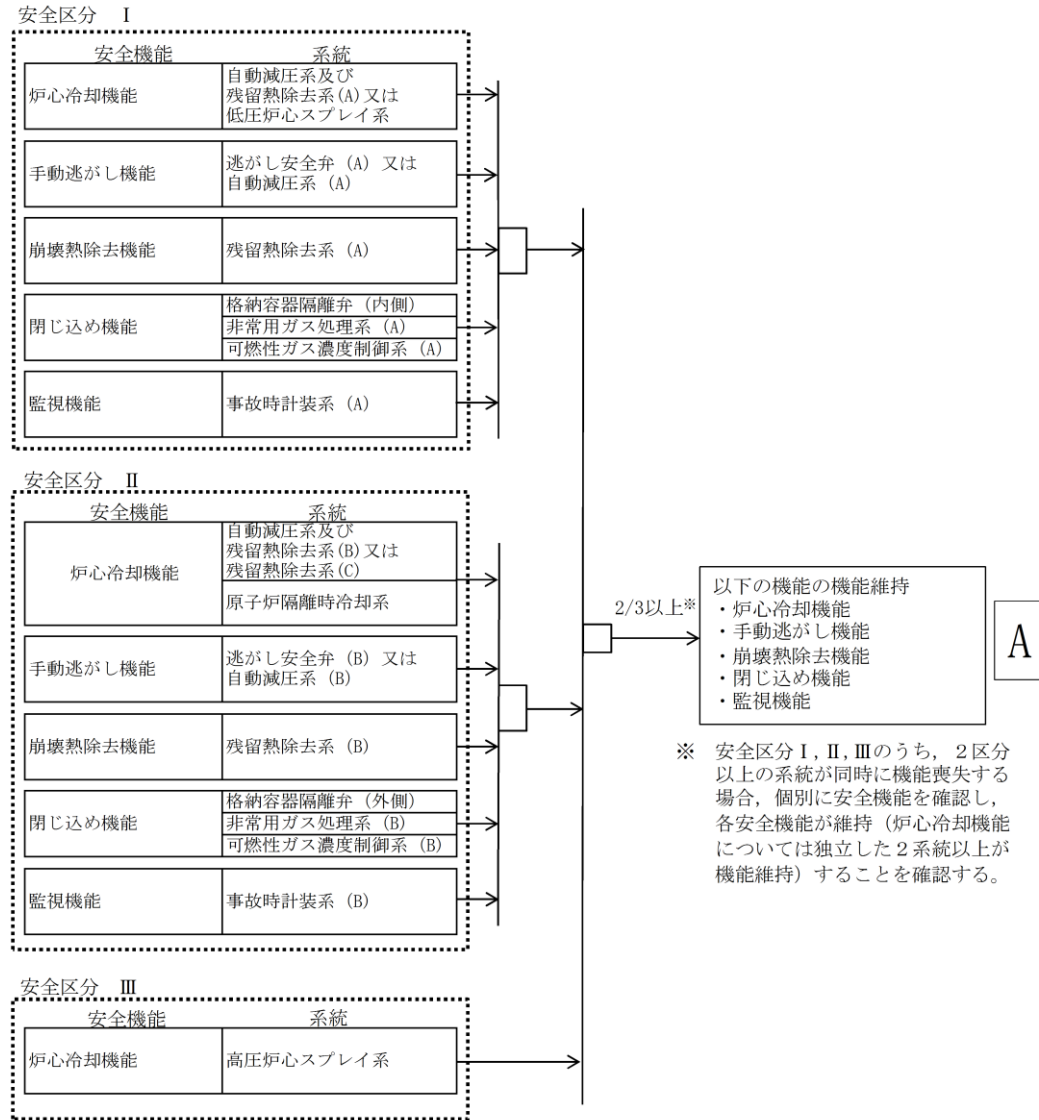 安全区分　Ⅰ
安全機能　系統
炉心冷却機能
自動減圧系及び
残留熱除去系(A)又は
低圧炉心スプレイ系
手動逃がし機能
逃がし安全弁 (A) 又は
自動減圧系 (A)
崩壊熱除去機能
残留熱除去系 (A)
閉じ込め機能
格納容器隔離弁 (内側)
非常用ガス処理系 (A)
可燃性ガス濃度制御系 (A)
監視機能
事故時計装系 (A)
安全区分　Ⅱ
安全機能　系統
炉心冷却機能
自動減圧系及び
残留熱除去系(B)又は
残留熱除去系(C)
原子炉隔離時冷却系
手動逃がし機能
逃がし安全弁 (B) 又は
自動減圧系 (B)
崩壊熱除去機能
残留熱除去系 (B)
閉じ込め機能
格納容器隔離弁 (外側)
非常用ガス処理系 (B)
可燃性ガス濃度制御系 (B)
監視機能
事故時計装系 (B)
安全区分　Ⅲ
安全機能　系統
炉心冷却機能
高圧炉心スプレイ系
2/3以上※
以下の機能の機能維持
・炉心冷却機能
・手動逃がし機能
・崩壊熱除去機能
・閉じ込め機能
・監視機能
A
※　安全区分Ⅰ,Ⅱ,Ⅲのうち，２区分
以上の系統が同時に機能喪失する
場合，個別に安全機能を確認し，
各安全機能が維持（炉心冷却機能
については独立した２系統以上が
機能維持）することを確認する。